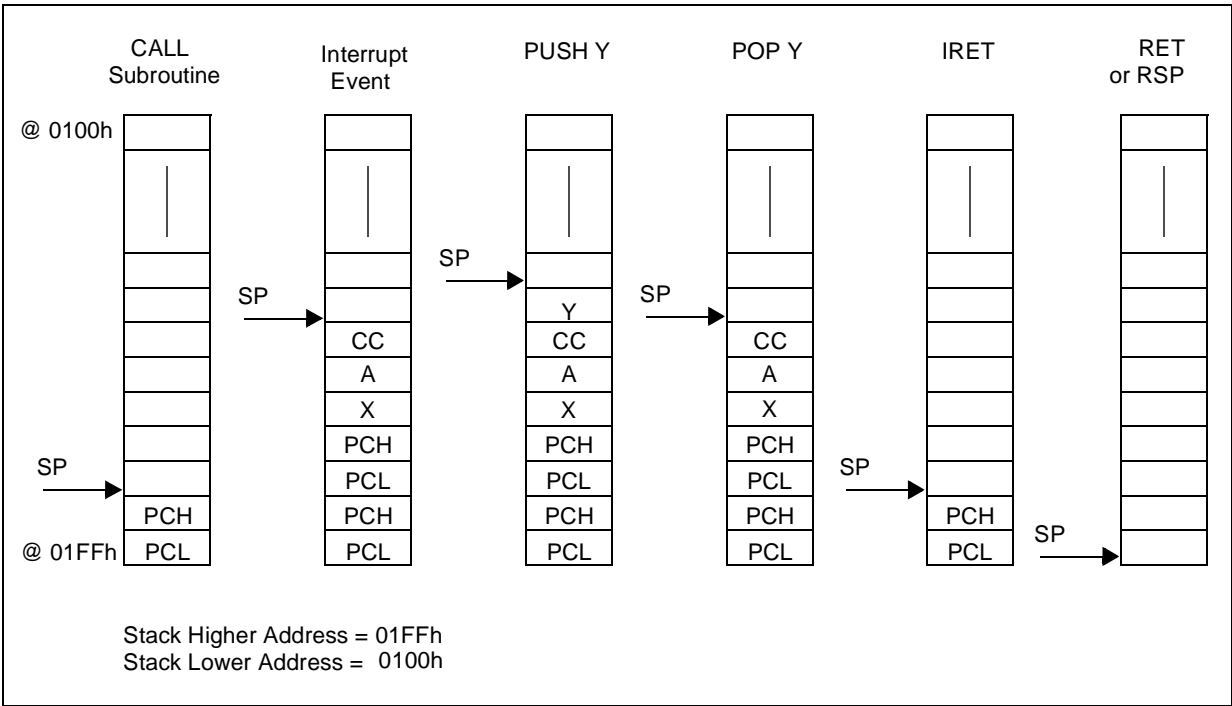 CALL
Subroutine
Interrupt
Event
PUSH Y
POP Y
IRET
RET
or RSP
@ 0100h
SP
SP
Y
SP
CC
CC
CC
A
A
A
X
X
X
PCH
PCH
PCH
SP
PCL
PCL
PCL
SP
PCH
PCH
PCH
PCH
PCH
@ 01FFh
PCL
PCL
PCL
PCL
PCL
SP
Stack Higher Address = 01FFh
Stack Lower Address = 0100h